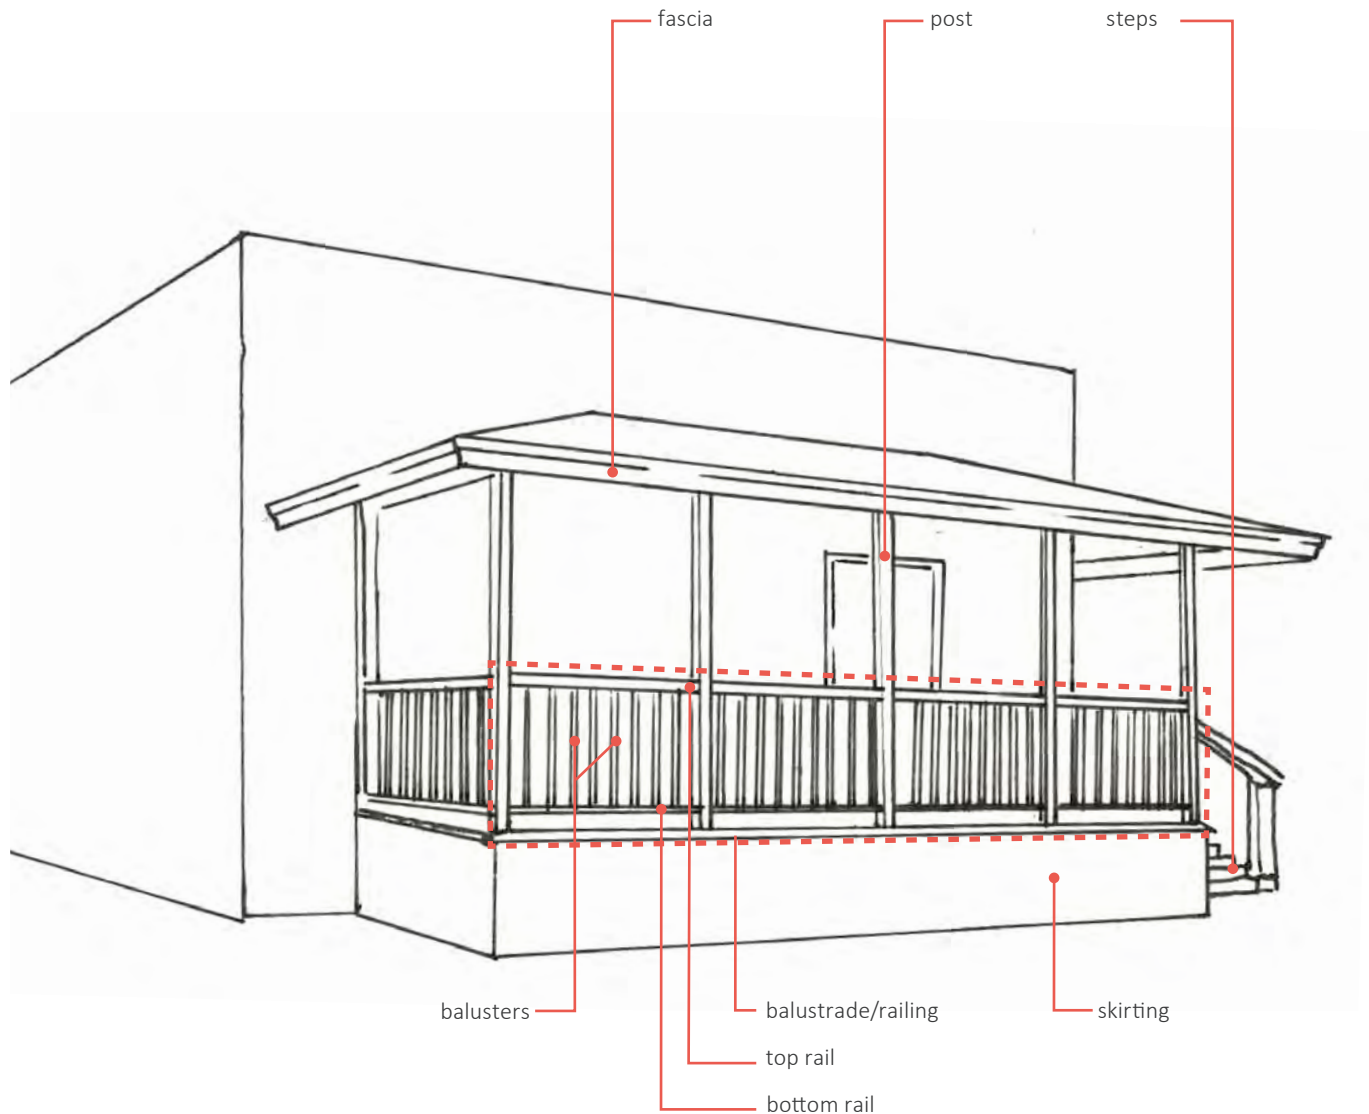 fascia
post
steps
balusters
balustrade/railing
skirting
top rail
bottom rail